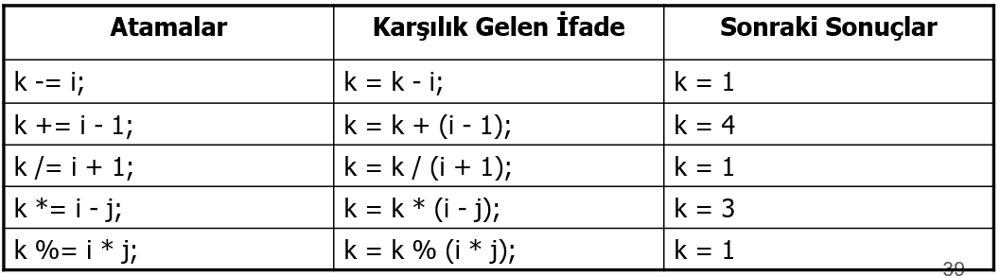 Atamalar Karşılık Gelen İfade Sonraki Sonuçlar
k -= i; k = k - i; k = 1
k += i - 1; k = k + (i - 1); k = 4
k /= i + 1; k = k / (i + 1); k = 1
k *= i - j; k = k * (i - j); k = 3
k %= i * j; k = k % (i * j); k = 1
39